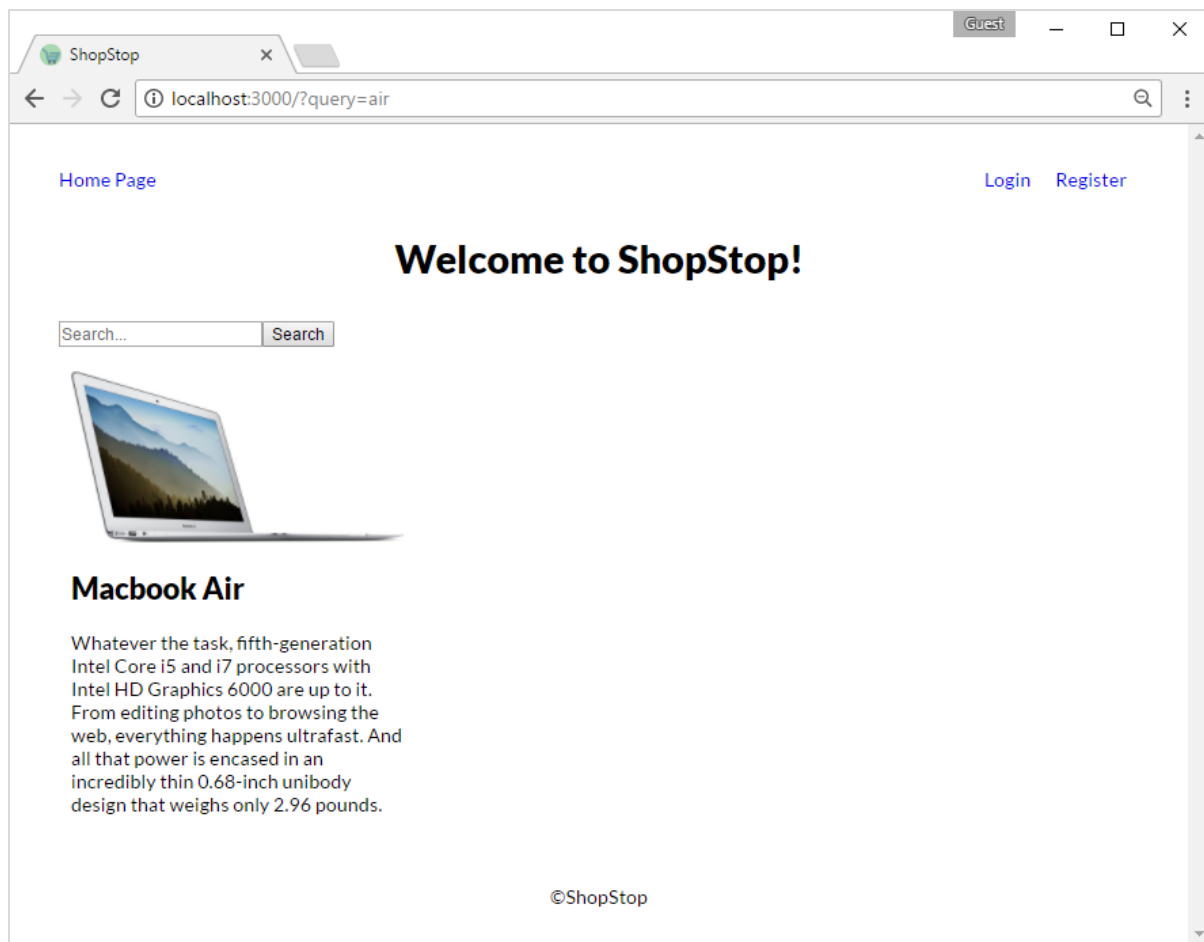 Guest
ShopStop
localhost:3000/?query=air
Home Page Login Register
Welcome to ShopStop!
Search... Search
Macbook Air
Whatever the task, fifth-generation
Intel Core i5 and i7 processors with
Intel HD Graphics 6000 are up to it.
From editing photos to browsing the
web, everything happens ultrafast. And
all that power is encased in an
incredibly thin 0.68-inch unibody
design that weighs only 2.96 pounds.
©ShopStop